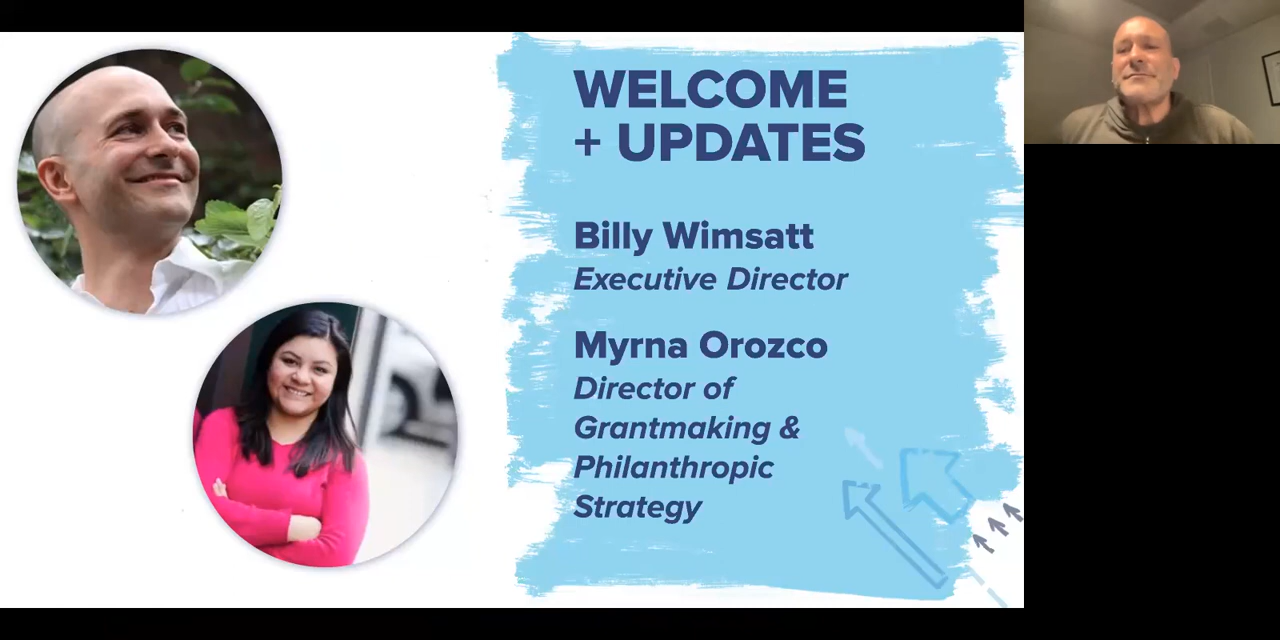 WELCOME
+ UPDATES
Billy Wimsatt
Executive Director
Myrna Orozco
Director of
Grantmaking &
Philanthropic
Strategy